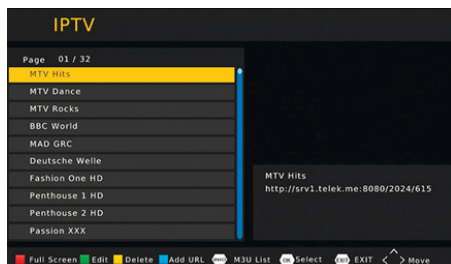 IPTV
Page 01 / 32
MTV Hits
MTV Dance
MTV Rocks
BBC World
MAD GRC
Deutsche Welle
Fashion One HD
Penthouse 1 HD
Penthouse 2 HD
Passion XXX
MTV Hits
http://srv1.telek.me:8080/2024/615
Full Screen Edit Delete Add URL M3U List OK Select EXIT EXIT Move